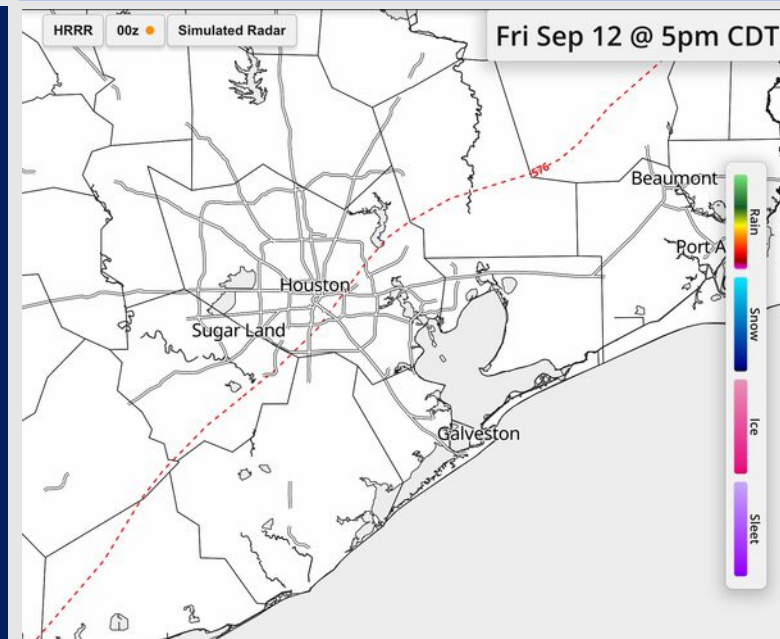 HRRR 00z Simulated Radar
Fri Sep 12 @ 5pm CDT
576
Beaumont
Port A
Houston
Sugar Land
Galveston
Rain
Snow
Ice
Sleet